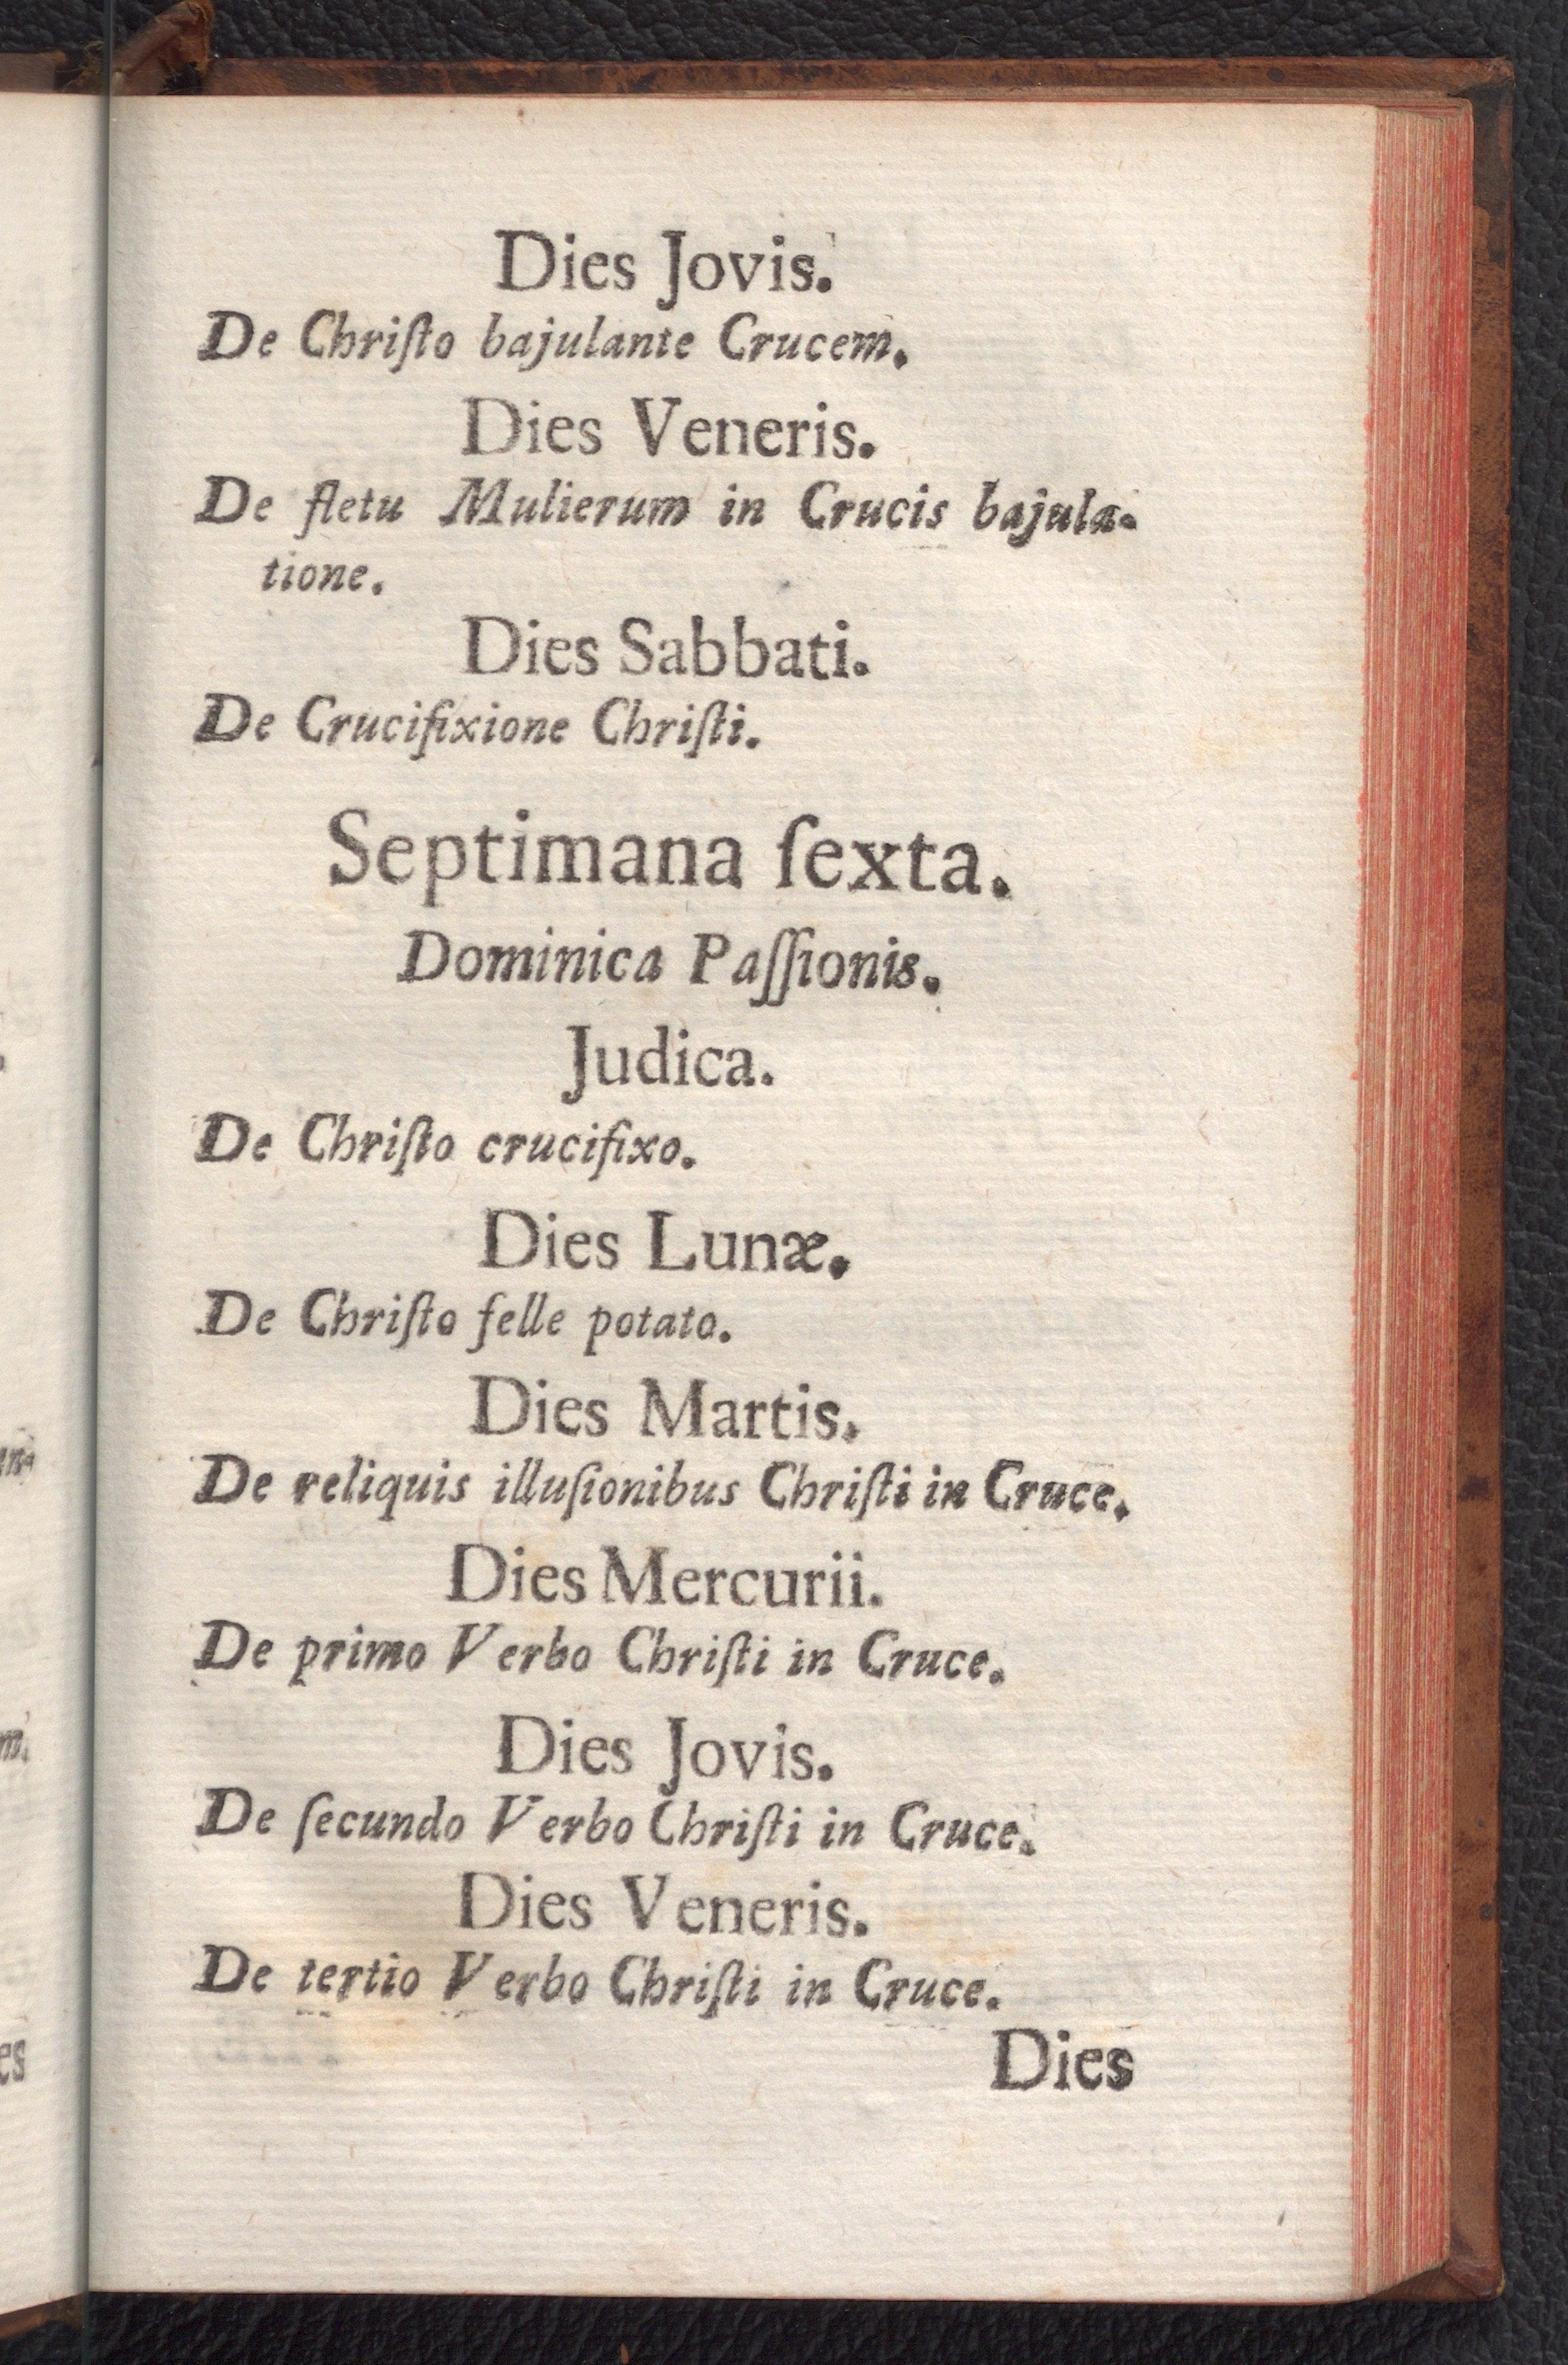 Dies Jovis.
De Chriſto bajulante Crucem.
Dies Veneris.
De fletu Mulierum in Crucis bajula-
tione.
Dies Sabbati.
De Crucifixione Chriſti.
Septimana ſexta.
Dominica Paſſionis.
Judica.
De Chriſto crucifixo.
Dies Lunæ.
De Chriſto felle potato.
Dies Martis.
De reliquis illuſionibus Chriſti in Cruce.
Dies Mercurii.
De primo Verbo Chriſti in Cruce.
Dies Jovis.
De ſecundo Verbo Chriſti in Cruce.
Dies Veneris.
De tertio Verbo Chriſti in Cruce.
Dies